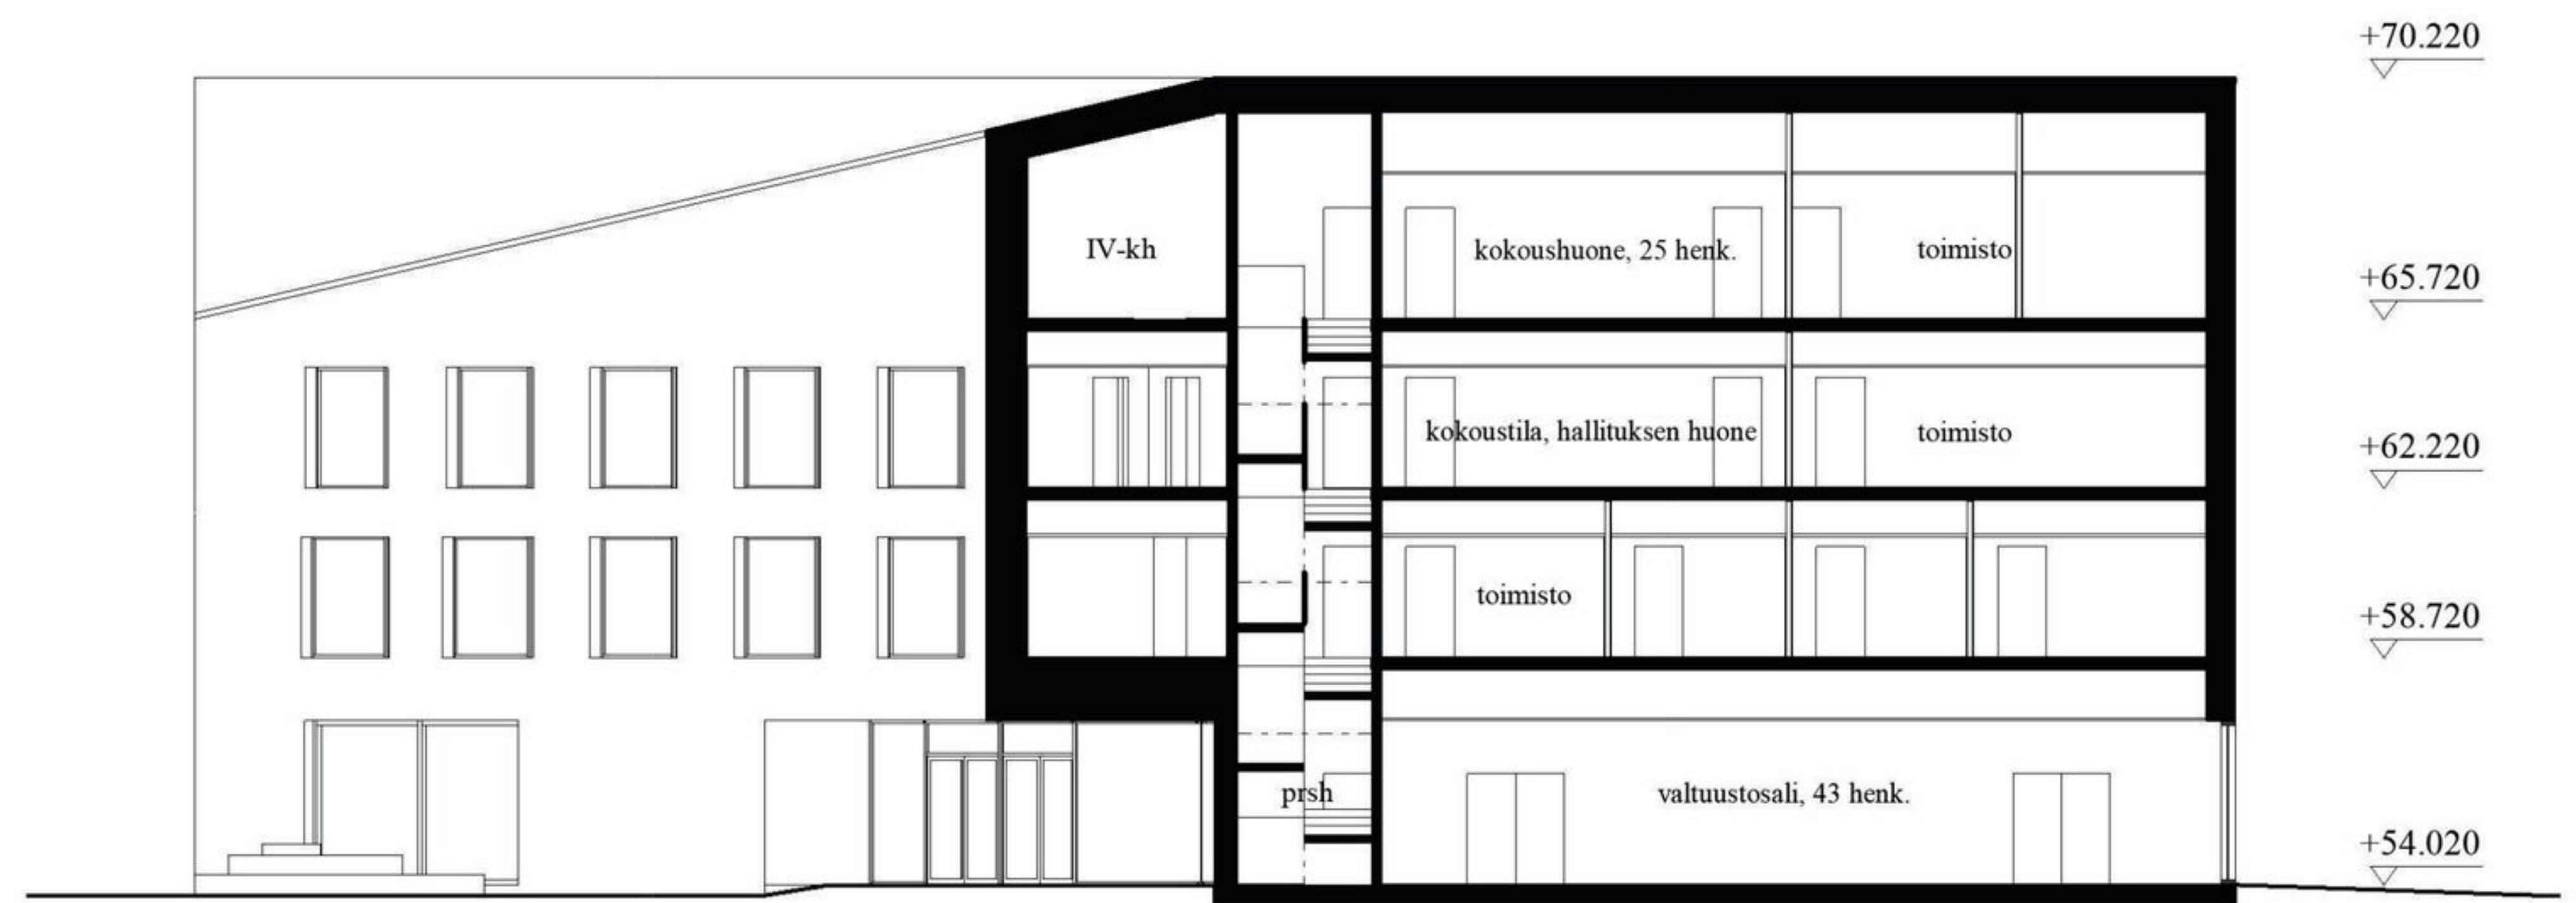 +70.220
IV-kh
kokoushuone, 25 henk.
toimisto
+65.720
kokoustila, hallituksen huone
toimisto
+62.220
toimisto
+58.720
prsh
valtuustosali, 43 henk.
+54.020